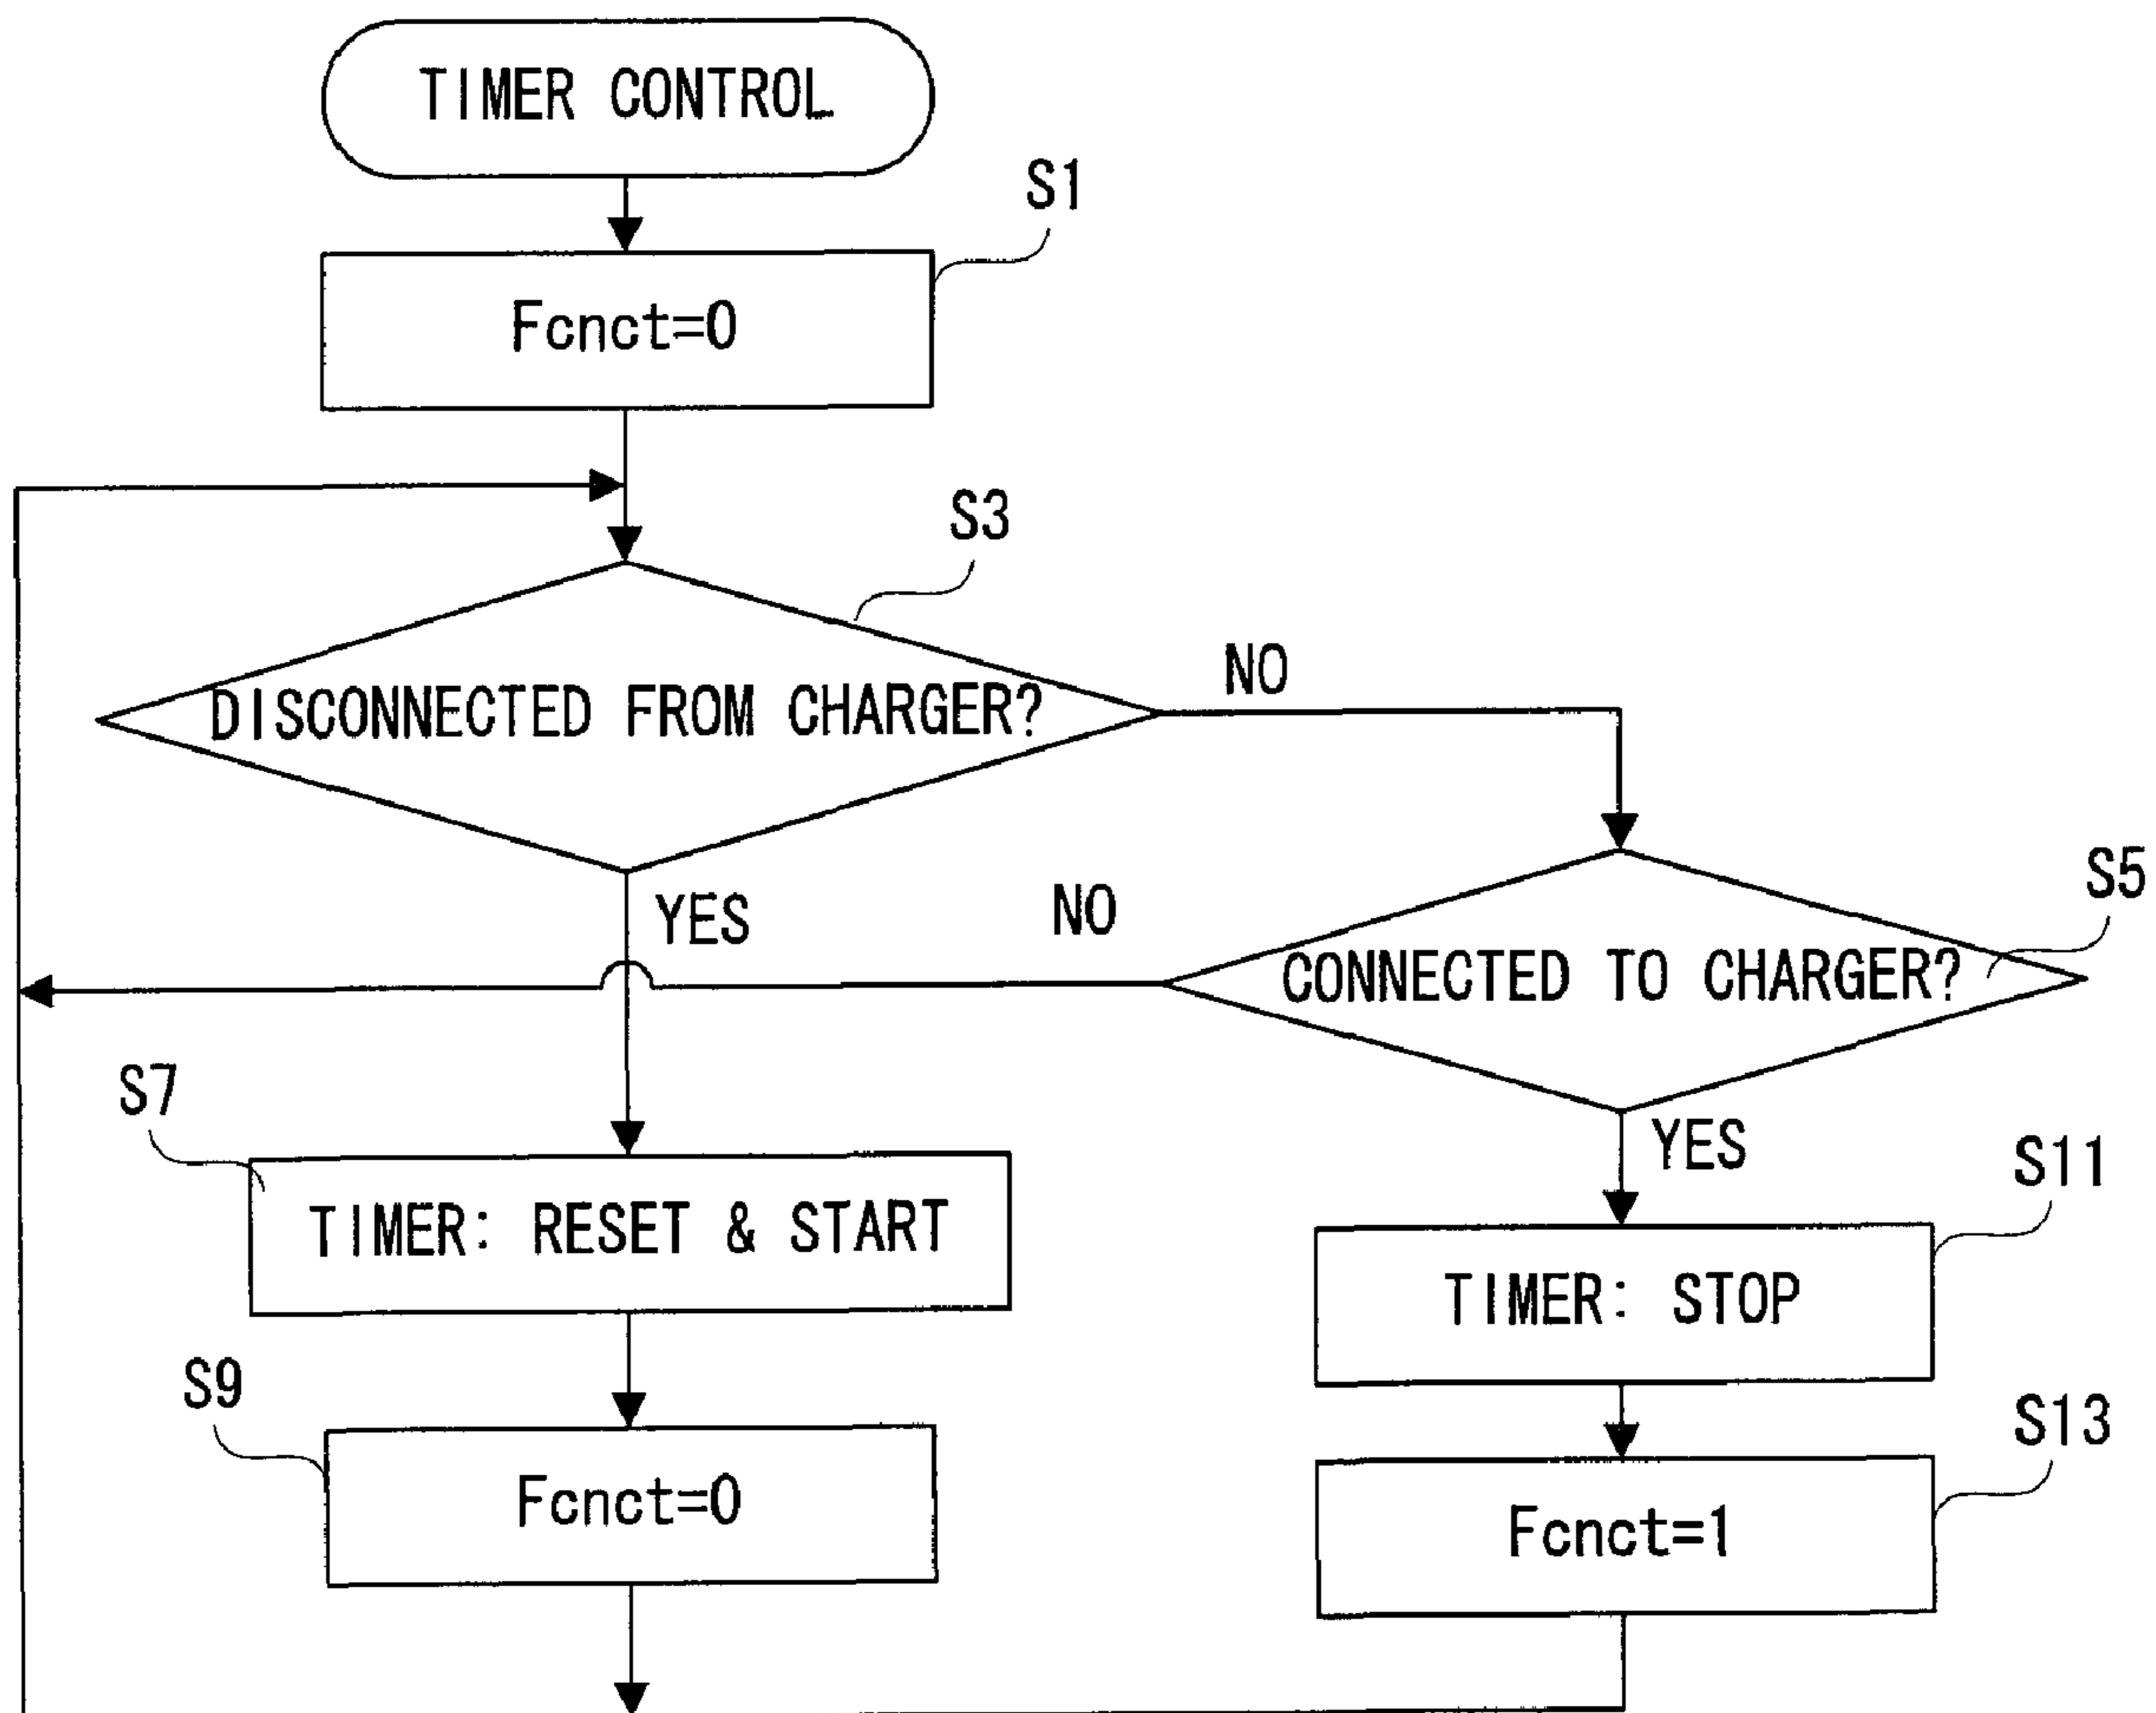 TIMER CONTROL
S1
Fcnct=0
S3
DISCONNECTED FROM CHARGER?
NO
S5
YES
NO
CONNECTED TO CHARGER?
S7
YES
S11
TIMER: RESET & START
TIMER: STOP
S9
S13
Fcnct=0
Fcnct=1